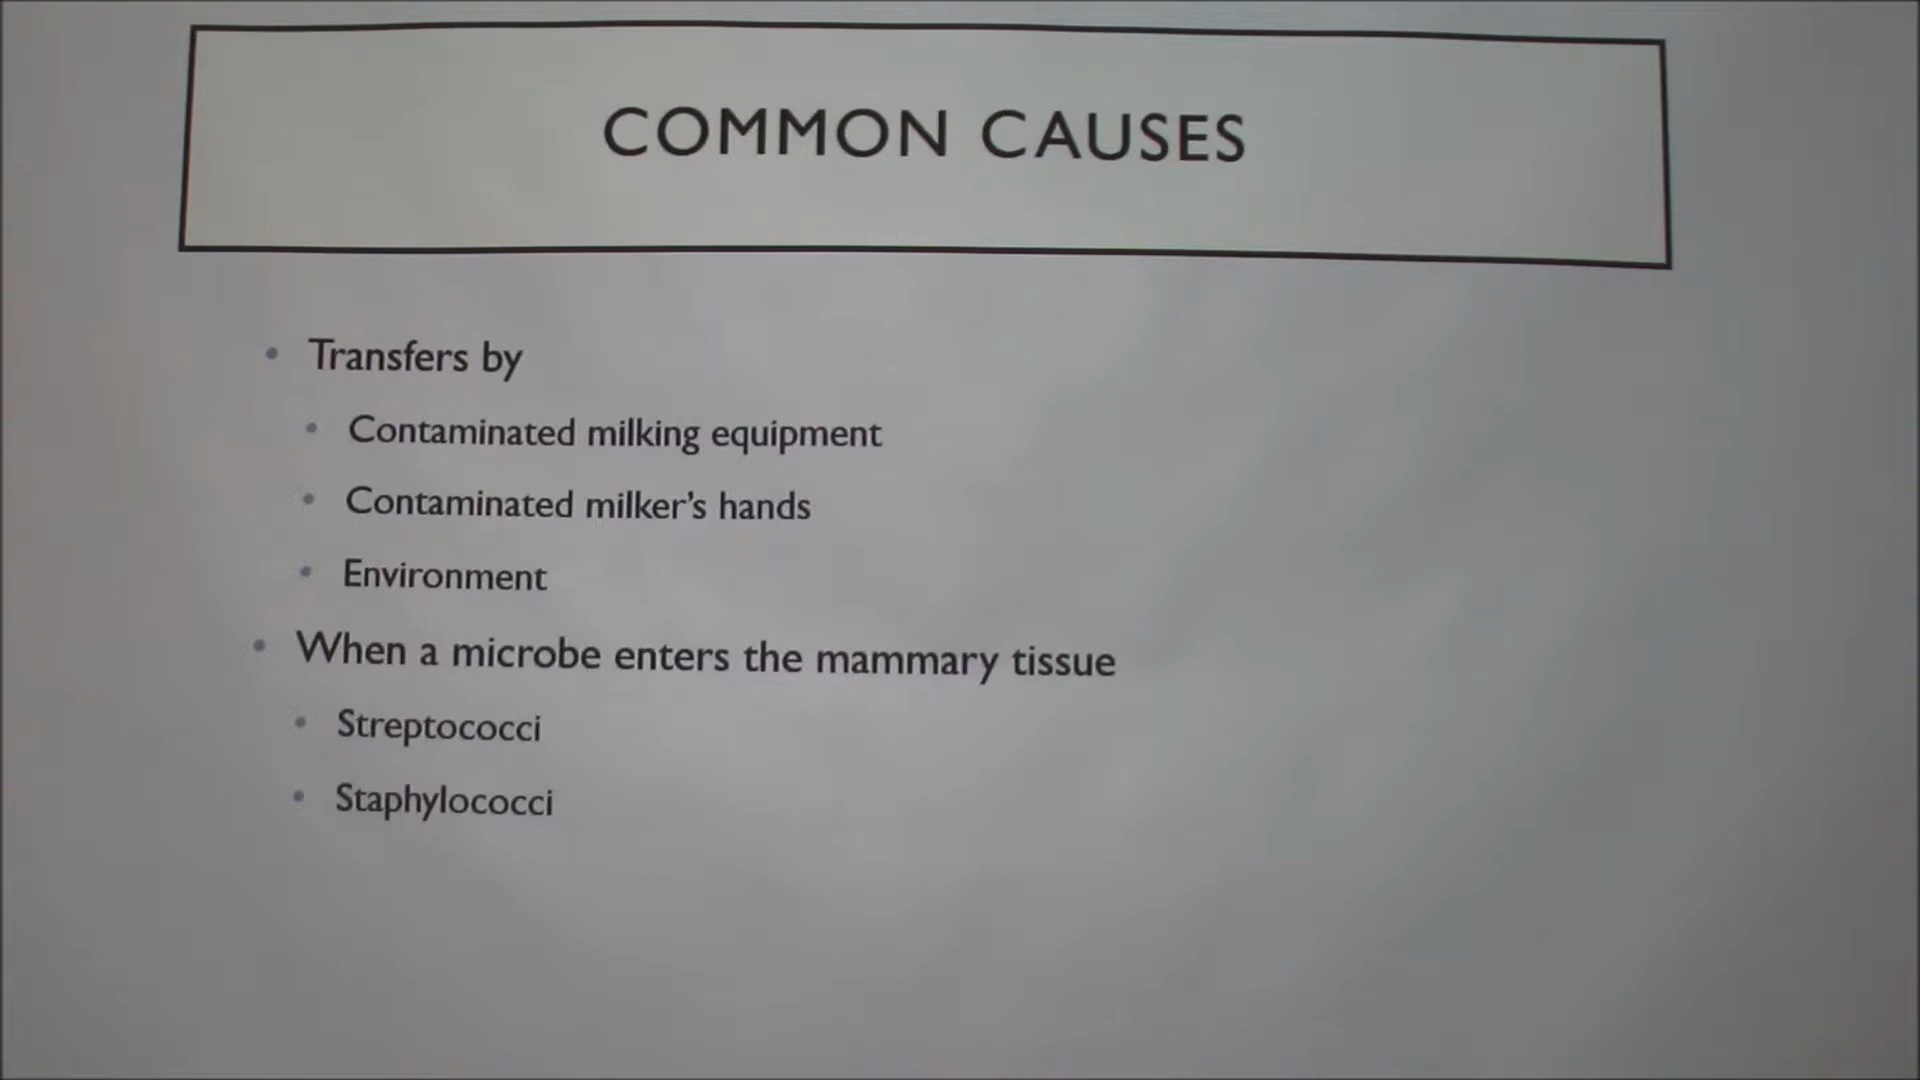 COMMON CAUSES
• Transfers by
• Contaminated milking equipment
• Contaminated milker's hands
• Environment
• When a microbe enters the mammary tissue
• Streptococci
• Staphylococci